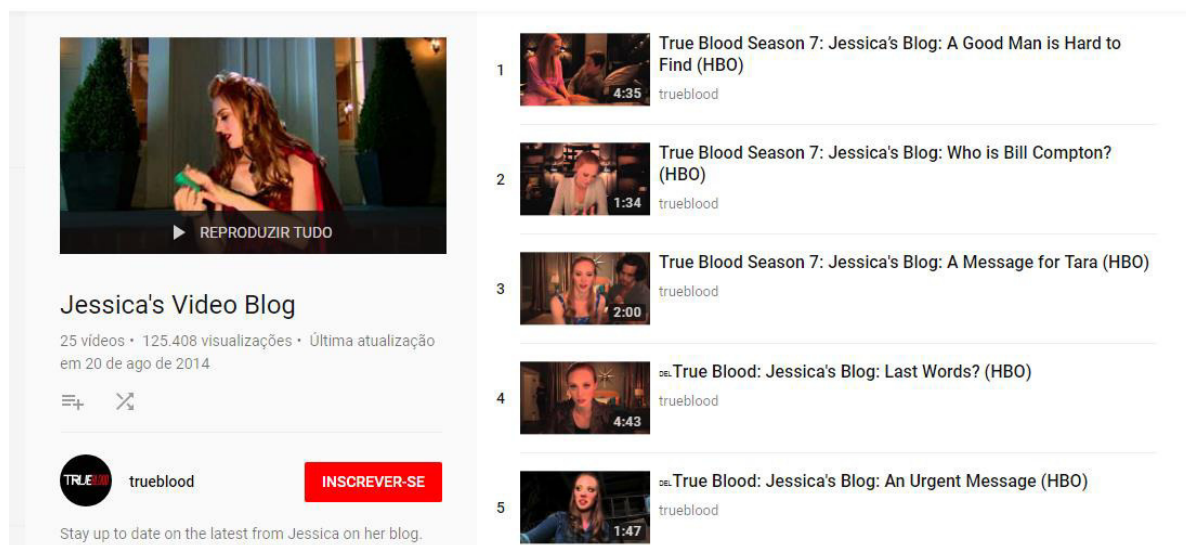 REPRODUZIR TUDO
Jessica's Video Blog
25 vídeos • 125.408 visualizações • Última atualização
em 20 de ago de 2014
TRUEBLOOD
trueblood
INSCREVER-SE
Stay up to date on the latest from Jessica on her blog.
1
4:35
True Blood Season 7: Jessica's Blog: A Good Man is Hard to
Find (HBO)
trueblood
2
1:34
True Blood Season 7: Jessica's Blog: Who is Bill Compton?
(HBO)
trueblood
3
2:00
True Blood Season 7: Jessica's Blog: A Message for Tara (HBO)
trueblood
4
4:43
DEL True Blood: Jessica's Blog: Last Words? (HBO)
trueblood
5
1:47
DEL True Blood: Jessica's Blog: An Urgent Message (HBO)
trueblood